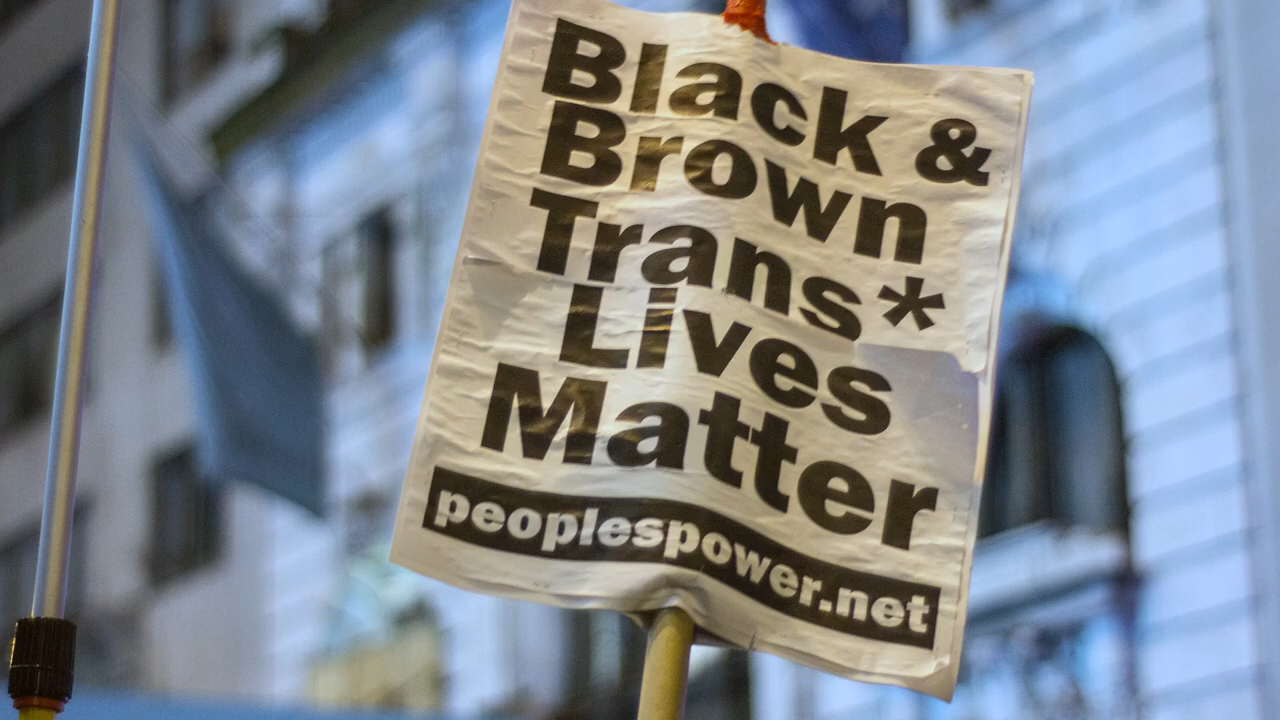 Black &
Brown
Trans*
Lives
Matter
peoplespower.net